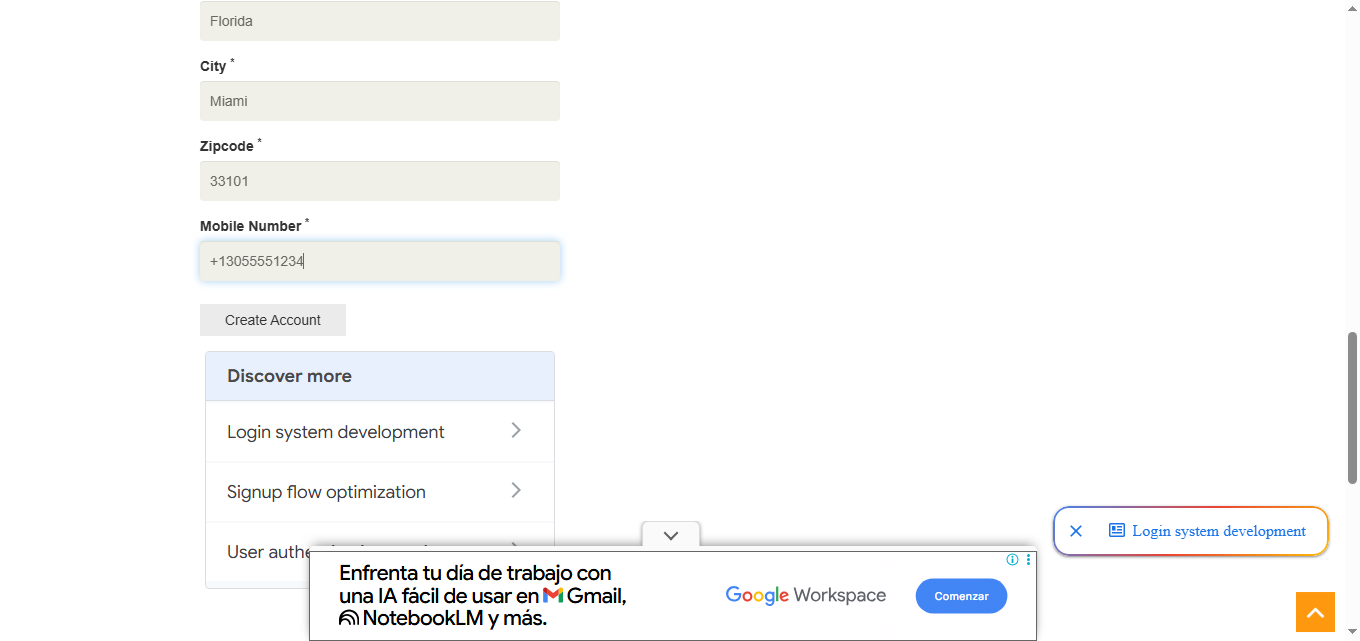 Florida
City *
Miami
Zipcode *
33101
Mobile Number *
+13055551234
Create Account
Discover more
Login system development
Signup flow optimization
User
Login system development
Enfrenta tu día de trabajo con
una IA fácil de usar en Gmail,
NotebookLM y más.
Google Workspace
Comenzar